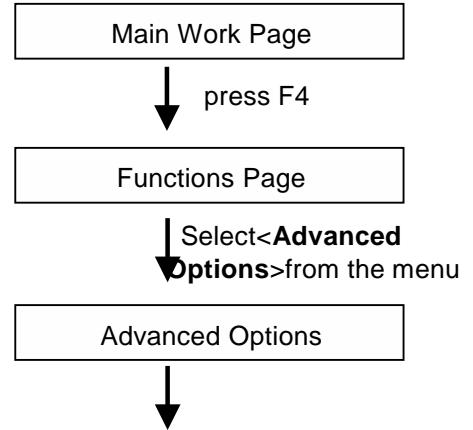 Main Work Page
press F4
Functions Page
Select<Advanced
Options>from the menu
Advanced Options